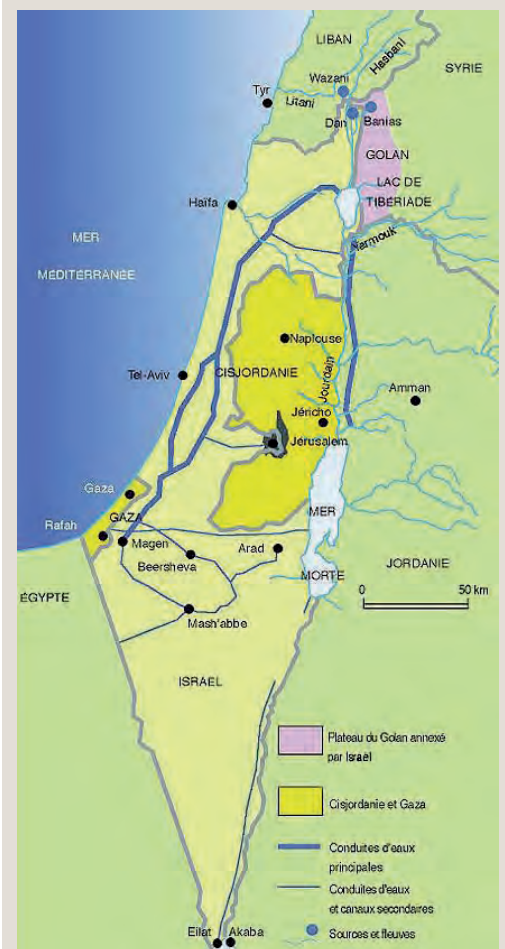 LIBAN
Hasbani
SYRIE
Wazani
Tyr
Litani
Dan
Banias
GOLAN
LAC DE
TIBÉRIADE
Haïfa
Yarmouk
MER
MÉDITERRANÉE
Naplouse
Jourdain
Tel-Aviv
CISJORDANIE
Amman
Jéricho
Jérusalem
Gaza
MER
GAZA
Rafah
Magen
Arad
Beersheva
JORDANIE
MORTE
ÉGYPTE
0 50 km
Mash'abbe
ISRAEL
Plateau du Golan annexé
par Israël
Cisjordanie et Gaza
Conduites d'eaux
principales
Conduites d'eaux
et canaux secondaires
Eilat
Akaba
Sources et fleuves